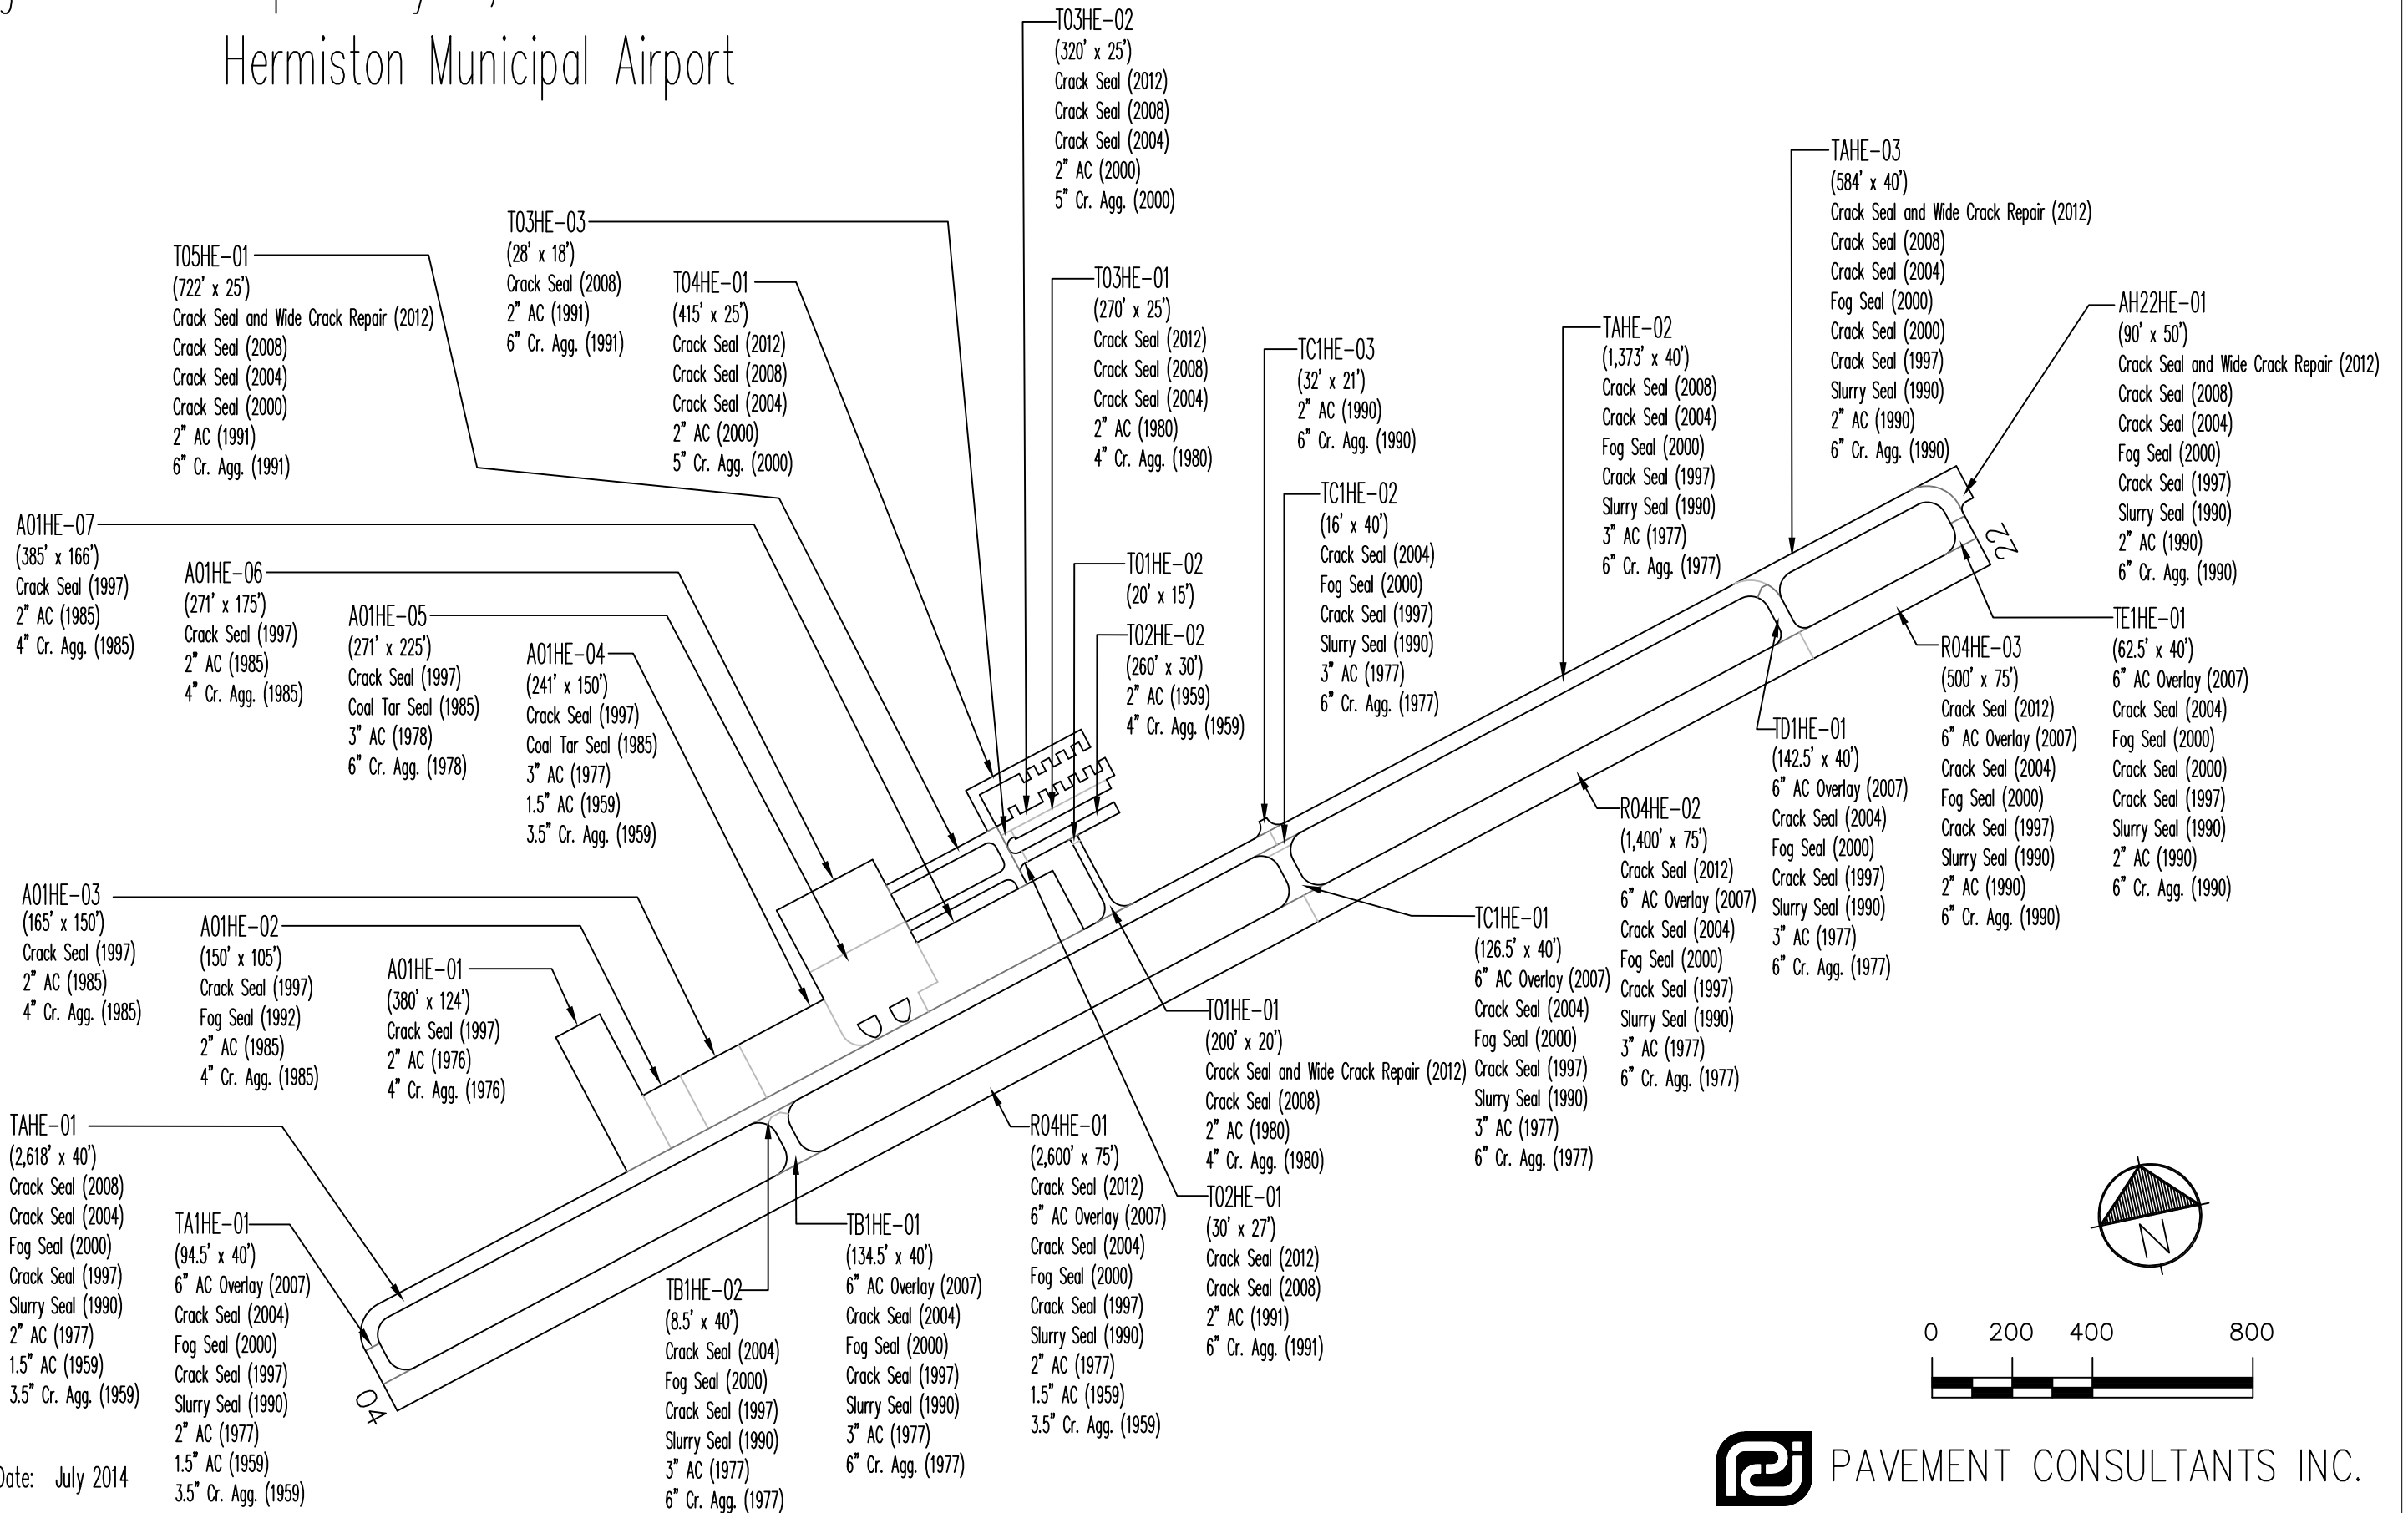 Hermiston Municipal Airport
T03HE-02
(320' x 25')
Crack Seal (2012)
Crack Seal (2008)
Crack Seal (2004)
2" AC (2000)
5" Cr. Agg. (2000)
TAHE-03
(584' x 40')
Crack Seal and Wide Crack Repair (2012)
Crack Seal (2008)
Crack Seal (2004)
Fog Seal (2000)
Crack Seal (2000)
Crack Seal (1997)
Slurry Seal (1990)
2" AC (1990)
6" Cr. Agg. (1990)
T03HE-03
(28' x 18')
Crack Seal (2008)
2" AC (1991)
6" Cr. Agg. (1991)
T05HE-01
(722' x 25')
Crack Seal and Wide Crack Repair (2012)
Crack Seal (2008)
Crack Seal (2004)
Crack Seal (2000)
2" AC (1991)
6" Cr. Agg. (1991)
T04HE-01
(415' x 25')
Crack Seal (2012)
Crack Seal (2008)
Crack Seal (2004)
2" AC (2000)
5" Cr. Agg. (2000)
T03HE-01
(270' x 25')
Crack Seal (2012)
Crack Seal (2008)
Crack Seal (2004)
2" AC (1980)
4" Cr. Agg. (1980)
AH22HE-01
(90' x 50')
Crack Seal and Wide Crack Repair (2012)
Crack Seal (2008)
Crack Seal (2004)
Fog Seal (2000)
Crack Seal (1997)
Slurry Seal (1990)
2" AC (1990)
6" Cr. Agg. (1990)
TAHE-02
(1,373' x 40')
Crack Seal (2008)
Crack Seal (2004)
Fog Seal (2000)
Crack Seal (1997)
Slurry Seal (1990)
3" AC (1977)
6" Cr. Agg. (1977)
TC1HE-03
(32' x 21')
2" AC (1990)
6" Cr. Agg. (1990)
TC1HE-02
(16' x 40')
Crack Seal (2004)
Fog Seal (2000)
Crack Seal (1997)
Slurry Seal (1990)
3" AC (1977)
6" Cr. Agg. (1977)
A01HE-07
(385' x 166')
Crack Seal (1997)
2" AC (1985)
4" Cr. Agg. (1985)
A01HE-06
(271' x 175')
Crack Seal (1997)
2" AC (1985)
4" Cr. Agg. (1985)
A01HE-05
(271' x 225')
Crack Seal (1997)
Coal Tar Seal (1985)
3" AC (1978)
6" Cr. Agg. (1978)
A01HE-04
(241' x 150')
Crack Seal (1997)
Coal Tar Seal (1985)
3" AC (1977)
1.5" AC (1959)
3.5" Cr. Agg. (1959)
T01HE-02
(20' x 15')
T02HE-02
(260' x 30')
2" AC (1959)
4" Cr. Agg. (1959)
22
TE1HE-01
(62.5' x 40')
6" AC Overlay (2007)
Crack Seal (2004)
Fog Seal (2000)
Crack Seal (2000)
Crack Seal (1997)
Slurry Seal (1990)
2" AC (1990)
6" Cr. Agg. (1990)
R04HE-03
(500' x 75')
Crack Seal (2012)
6" AC Overlay (2007)
Crack Seal (2004)
Fog Seal (2000)
Crack Seal (1997)
Slurry Seal (1990)
2" AC (1990)
6" Cr. Agg. (1990)
TD1HE-01
(142.5' x 40')
6" AC Overlay (2007)
Crack Seal (2004)
Fog Seal (2000)
Crack Seal (1997)
Slurry Seal (1990)
3" AC (1977)
6" Cr. Agg. (1977)
R04HE-02
(1,400' x 75')
Crack Seal (2012)
6" AC Overlay (2007)
Crack Seal (2004)
Fog Seal (2000)
Crack Seal (1997)
Slurry Seal (1990)
3" AC (1977)
6" Cr. Agg. (1977)
A01HE-03
(165' x 150')
Crack Seal (1997)
2" AC (1985)
4" Cr. Agg. (1985)
A01HE-02
(150' x 105')
Crack Seal (1997)
Fog Seal (1992)
2" AC (1985)
4" Cr. Agg. (1985)
A01HE-01
(380' x 124')
Crack Seal (1997)
2" AC (1976)
4" Cr. Agg. (1976)
TC1HE-01
(126.5' x 40')
6" AC Overlay (2007)
Crack Seal (2004)
Fog Seal (2000)
Crack Seal (1997)
Slurry Seal (1990)
3" AC (1977)
6" Cr. Agg. (1977)
T01HE-01
(200' x 20')
Crack Seal and Wide Crack Repair (2012)
Crack Seal (2008)
2" AC (1980)
4" Cr. Agg. (1980)
TAHE-01
(2,618' x 40')
Crack Seal (2008)
Crack Seal (2004)
Fog Seal (2000)
Crack Seal (1997)
Slurry Seal (1990)
2" AC (1977)
1.5" AC (1959)
3.5" Cr. Agg. (1959)
R04HE-01
(2,600' x 75')
Crack Seal (2012)
6" AC Overlay (2007)
Crack Seal (2004)
Fog Seal (2000)
Crack Seal (1997)
Slurry Seal (1990)
2" AC (1977)
1.5" AC (1959)
3.5" Cr. Agg. (1959)
T02HE-01
(30' x 27')
Crack Seal (2012)
Crack Seal (2008)
2" AC (1991)
6" Cr. Agg. (1991)
TA1HE-01
(94.5' x 40')
6" AC Overlay (2007)
Crack Seal (2004)
Fog Seal (2000)
Crack Seal (1997)
Slurry Seal (1990)
2" AC (1977)
1.5" AC (1959)
3.5" Cr. Agg. (1959)
TB1HE-01
(134.5' x 40')
6" AC Overlay (2007)
Crack Seal (2004)
Fog Seal (2000)
Crack Seal (1997)
Slurry Seal (1990)
3" AC (1977)
6" Cr. Agg. (1977)
TB1HE-02
(8.5' x 40')
Crack Seal (2004)
Fog Seal (2000)
Crack Seal (1997)
Slurry Seal (1990)
3" AC (1977)
6" Cr. Agg. (1977)
04
N
0 200 400 800
Date: July 2014
PAVEMENT CONSULTANTS INC.